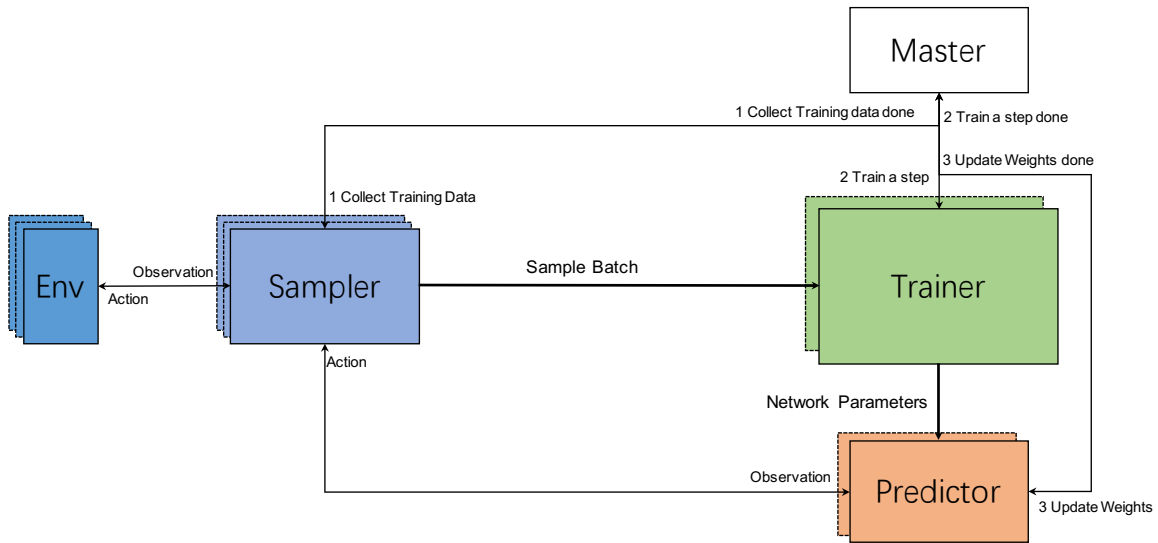 Master
1 Collect Training data done
2 Train a step done
3 Update Weights done
2 Train a step
1 Collect Training Data
Env
Observation
Action
Sampler
Sample Batch
Trainer
Action
Network Parameters
Observation
Predictor
3 Update Weights